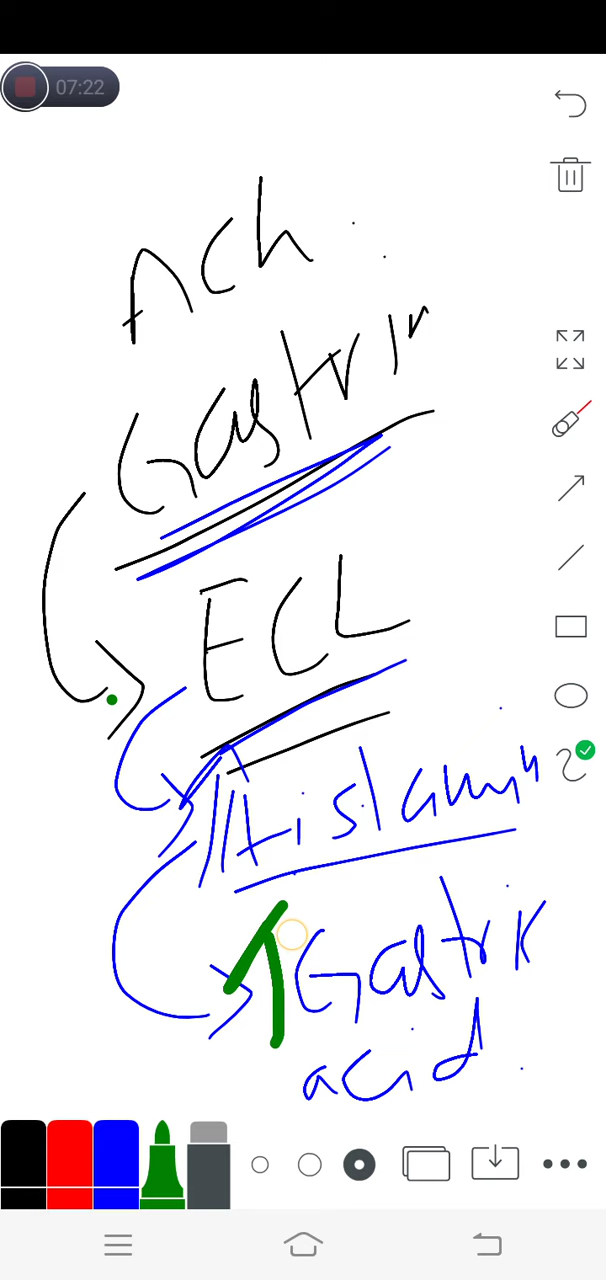 07:22
Ach
Gastrin
ECL
↑Histamin
↑Gastric
acid